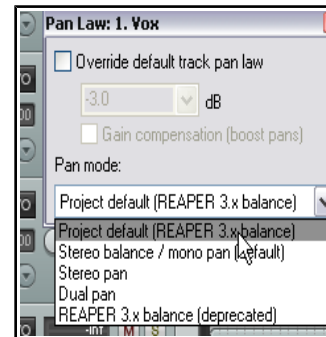 Pan Law: 1. Vox
Override default track pan law
-3.0
dB
Gain compensation (boost pans)
Pan mode:
Project default (REAPER 3.x balance)
Project default (REAPER 3.x balance)
Stereo balance / mono pan (default)
Stereo pan
Dual pan
REAPER 3.x balance (deprecated)
M S